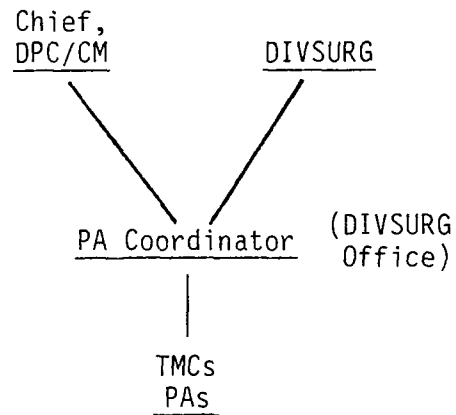 Chief,
DPC/CM
DIVSURG
PA Coordinator
(DIVSURG
Office)
TMCs
PAs